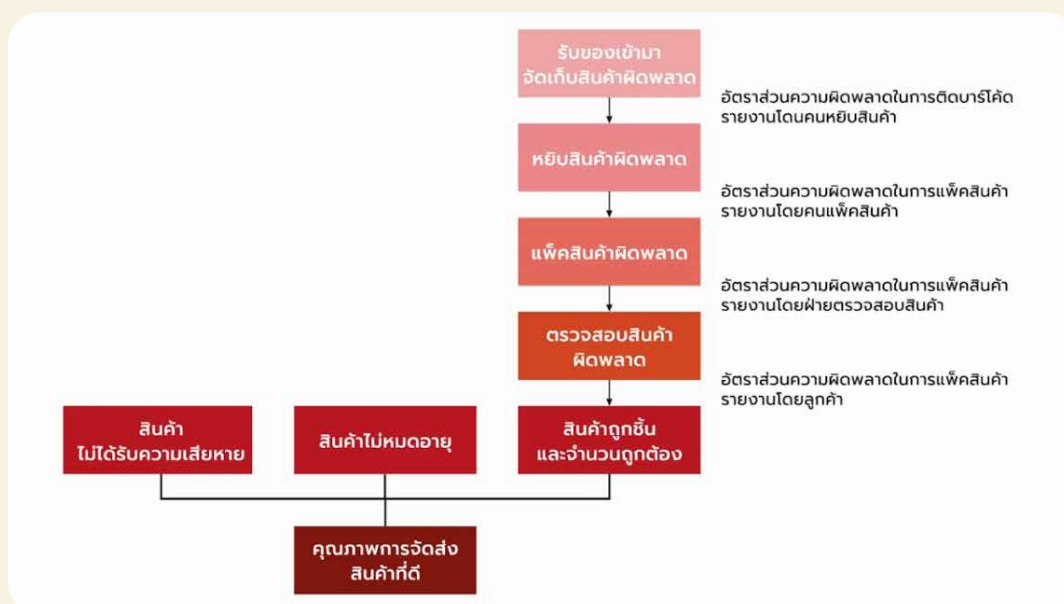 รับของเข้ามา
จัดเก็บสินค้าผิดพลาด
อัตราส่วนความผิดพลาดในการติดบาร์โค้ด
รายงานโดนคนหยิบสินค้า
หยิบสินค้าผิดพลาด
อัตราส่วนความผิดพลาดในการแพ็คสินค้า
รายงานโดยคนแพ็คสินค้า
แพ็คสินค้าผิดพลาด
อัตราส่วนความผิดพลาดในการแพ็คสินค้า
รายงานโดยฝ่ายตรวจสอบสินค้า
ตรวจสอบสินค้า
ผิดพลาด
อัตราส่วนความผิดพลาดในการแพ็คสินค้า
รายงานโดยลูกค้า
สินค้า
ไม่ได้รับความเสียหาย
สินค้าไม่หมดอายุ
สินค้าถูกชิ้น
และจำนวนถูกต้อง
คุณภาพการจัดส่ง
สินค้าที่ดี